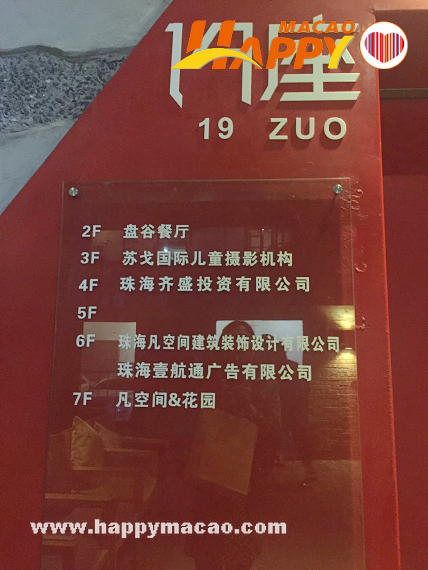 MACAO
HAPPY
座
19 ZUO
2F 盘谷餐厅
3F 苏戈国际儿童摄影机构
4F 珠海齐盛投资有限公司
5F
6F 珠海凡空间建筑装饰设计有限公司
珠海壹航通广告有限公司
7F 凡空间&花园
www.happymacao.com